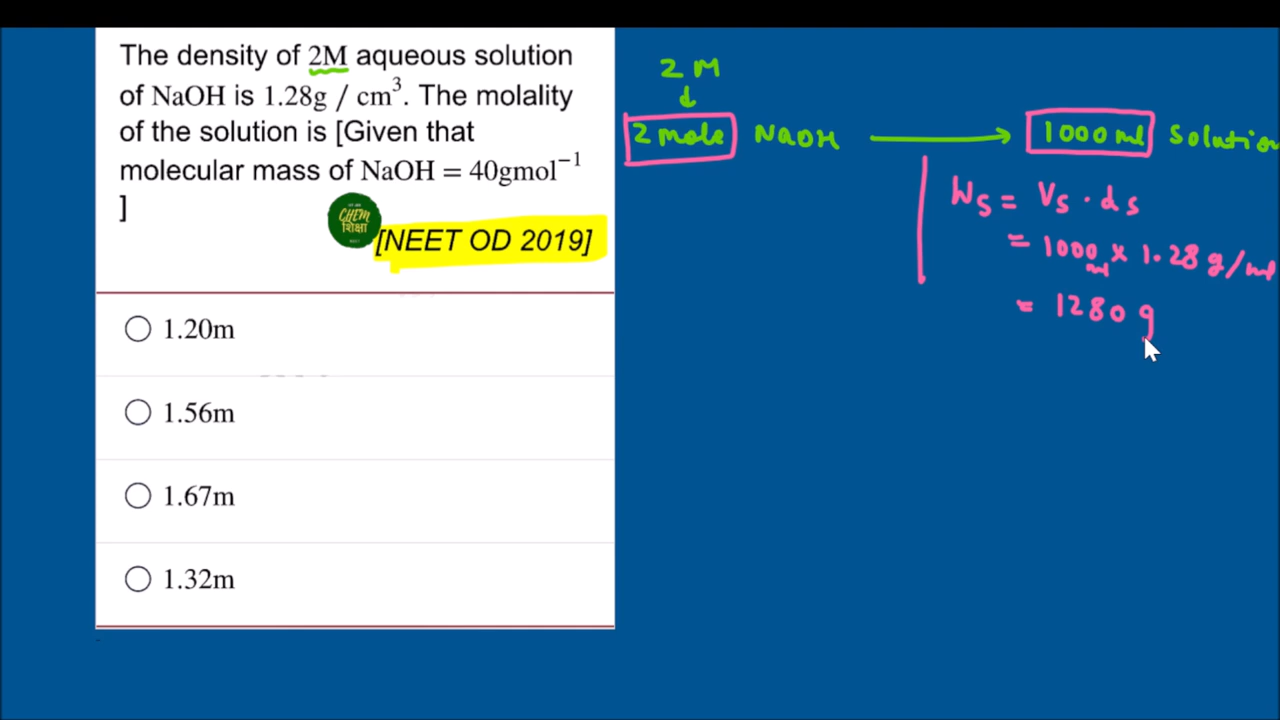 The density of 2M aqueous solution
of NaOH is 1.28g / cm³. The molality
of the solution is [Given that
molecular mass of NaOH = 40gmol⁻¹
]
CHEM
शिक्षा
[NEET OD 2019]
1.20m
1.56m
1.67m
1.32m
2 M
↓
2 mole NaOH ⟶ 1000 ml Solution
Ws = Vs · ds
= 1000 ml × 1.28 g/ml
= 1280 g